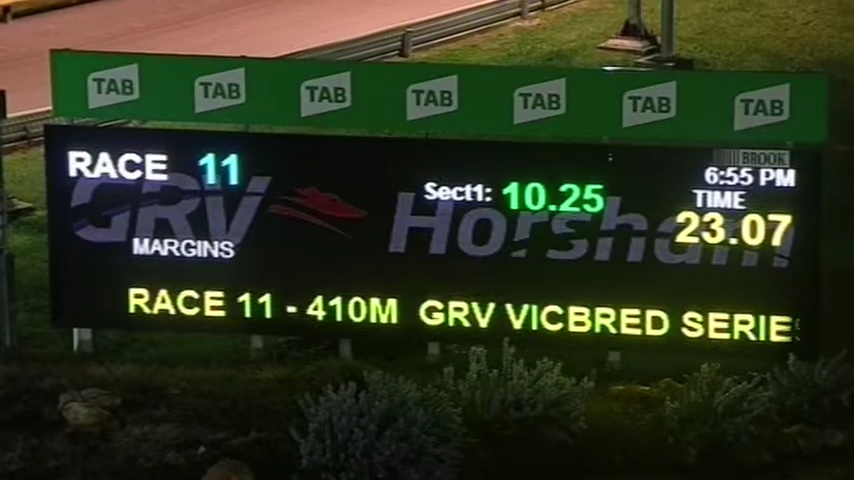 TAB TAB TAB TAB TAB TAB TAB
BROOK
RACE 11 Sect1: 10.25 6:55 PM
TIME
GRV Horsham 23.07
MARGINS
RACE 11 - 410M GRV VICBRED SERIE